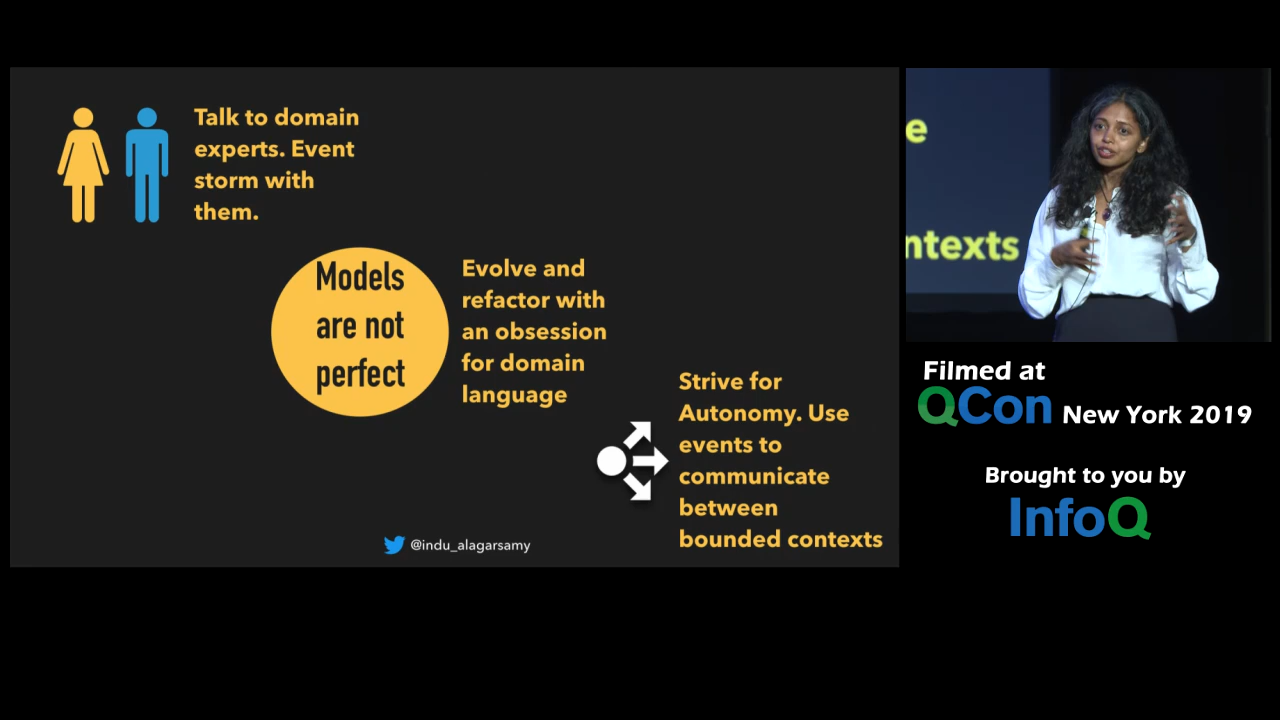 Talk to domain
experts. Event
storm with
them.
Models
are not
perfect
Evolve and
refactor with
an obsession
for domain
language
Strive for
Autonomy. Use
events to
communicate
between
bounded contexts
@indu_alagarsamy
e
ntexts
Filmed at
QCon New York 2019
Brought to you by
InfoQ